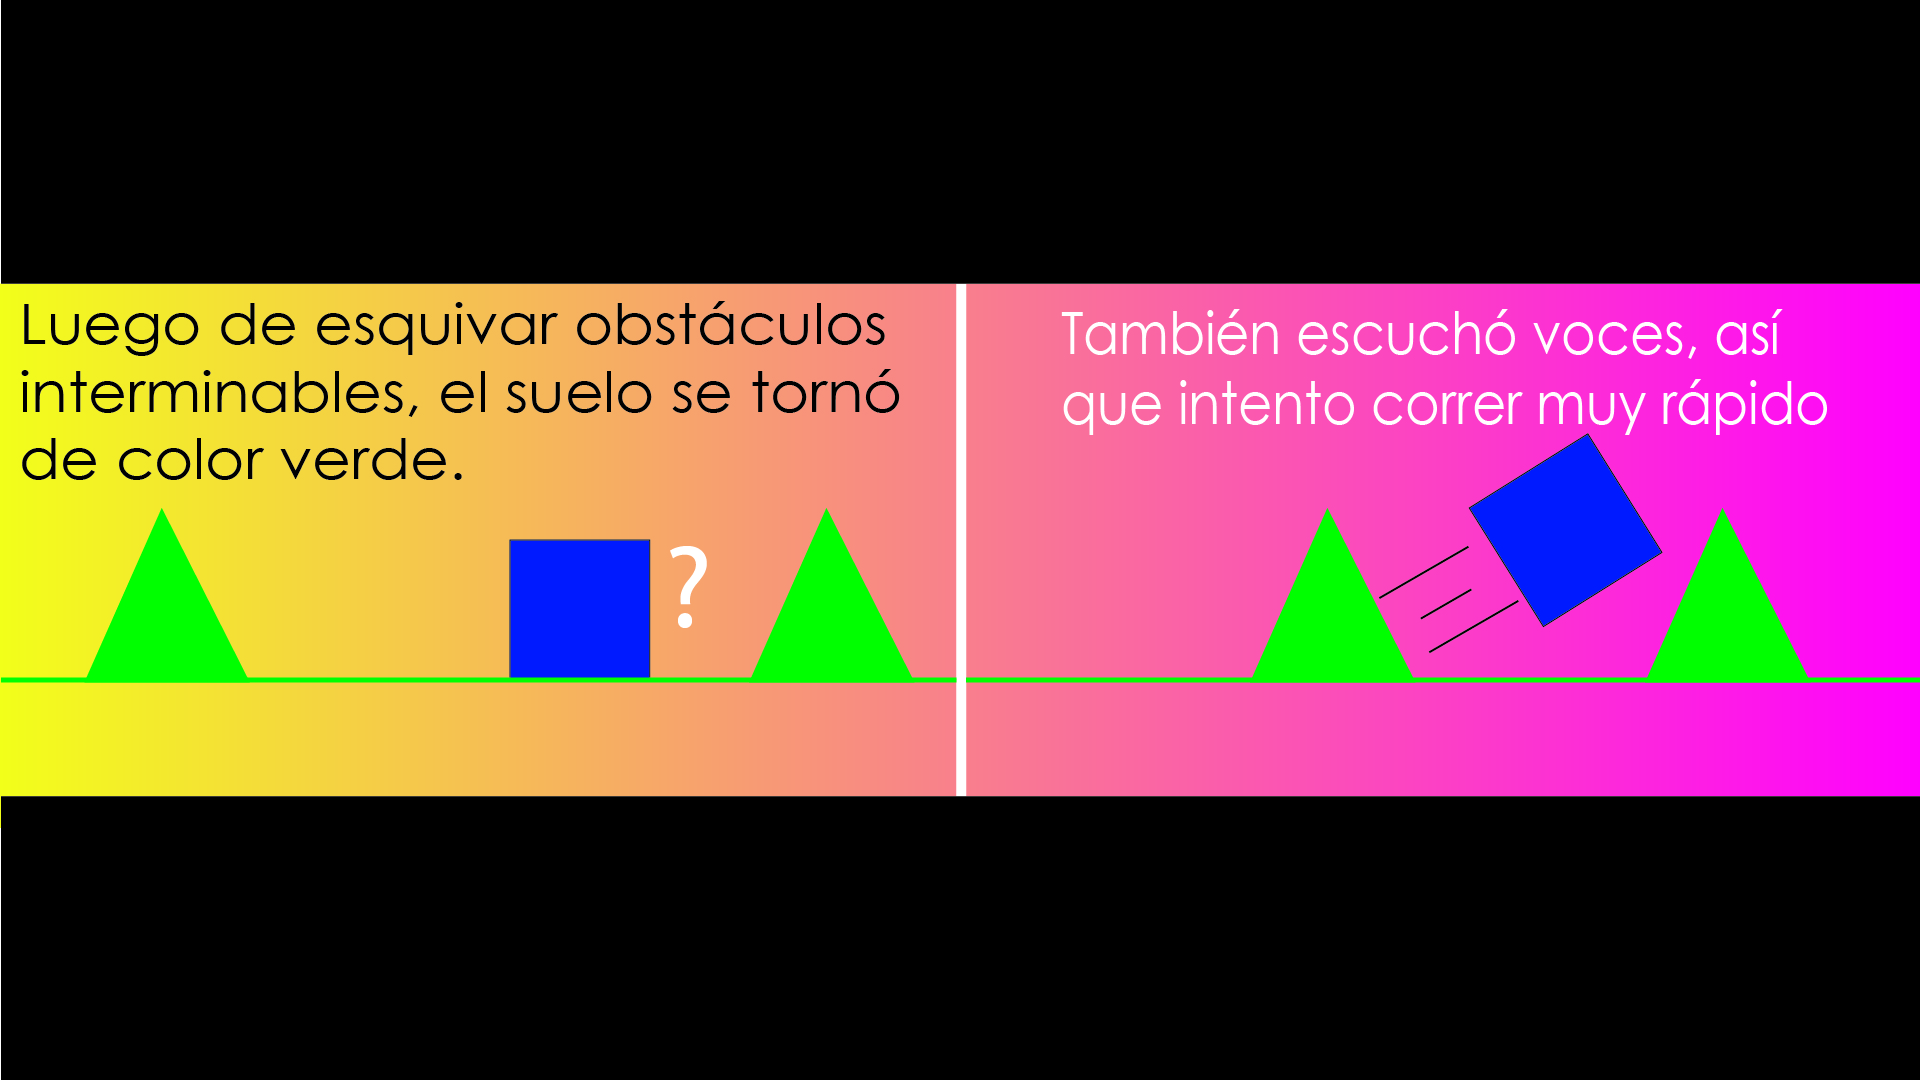 Luego de esquivar obstáculos
interminables, el suelo se tornó
de color verde.
?
También escuchó voces, así
que intento correr muy rápido